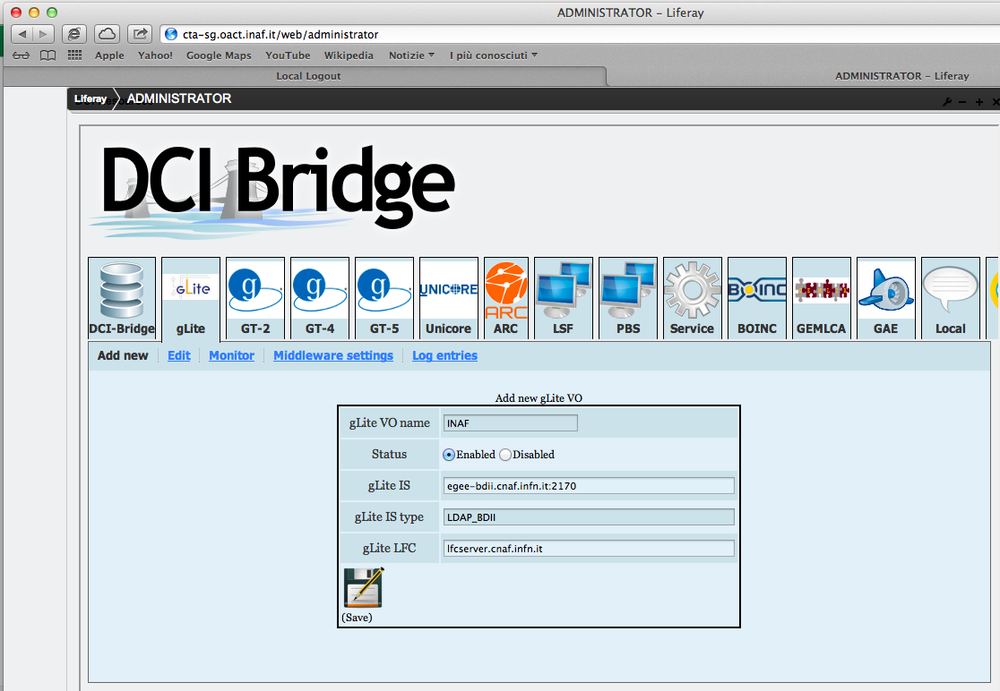 ADMINISTRATOR – Liferay
cta-sg.oact.inaf.it/web/administrator
Apple Yahoo! Google Maps YouTube Wikipedia Notizie I più conosciuti
Local Logout ADMINISTRATOR – Liferay
Liferay ADMINISTRATOR
DCI Bridge
gLite g g g UNICORE ARC BOINC
DCI-Bridge gLite GT-2 GT-4 GT-5 Unicore ARC LSF PBS Service BOINC GEMLCA GAE Local
Add new Edit Monitor Middleware settings Log entries
Add new gLite VO
gLite VO name INAF
Status Enabled Disabled
gLite IS egee-bdii.cnaf.infn.it:2170
gLite IS type LDAP_BDII
gLite LFC lfcserver.cnaf.infn.it
(Save)